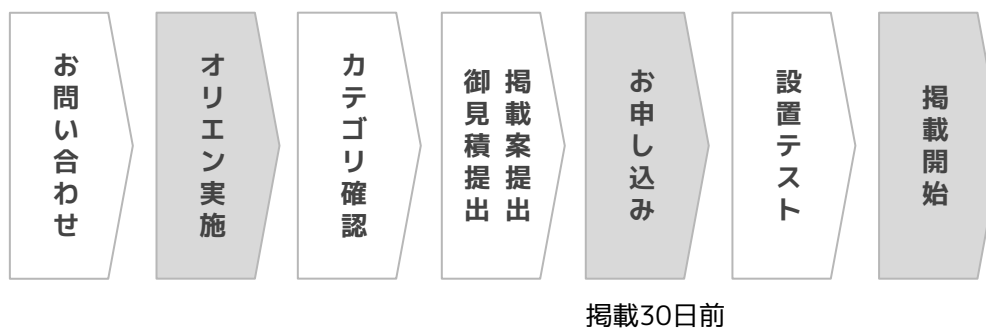 お問い合わせ
オリエン実施
カテゴリ確認
掲載案提出
御見積提出
お申し込み
設置テスト
掲載開始
掲載30日前